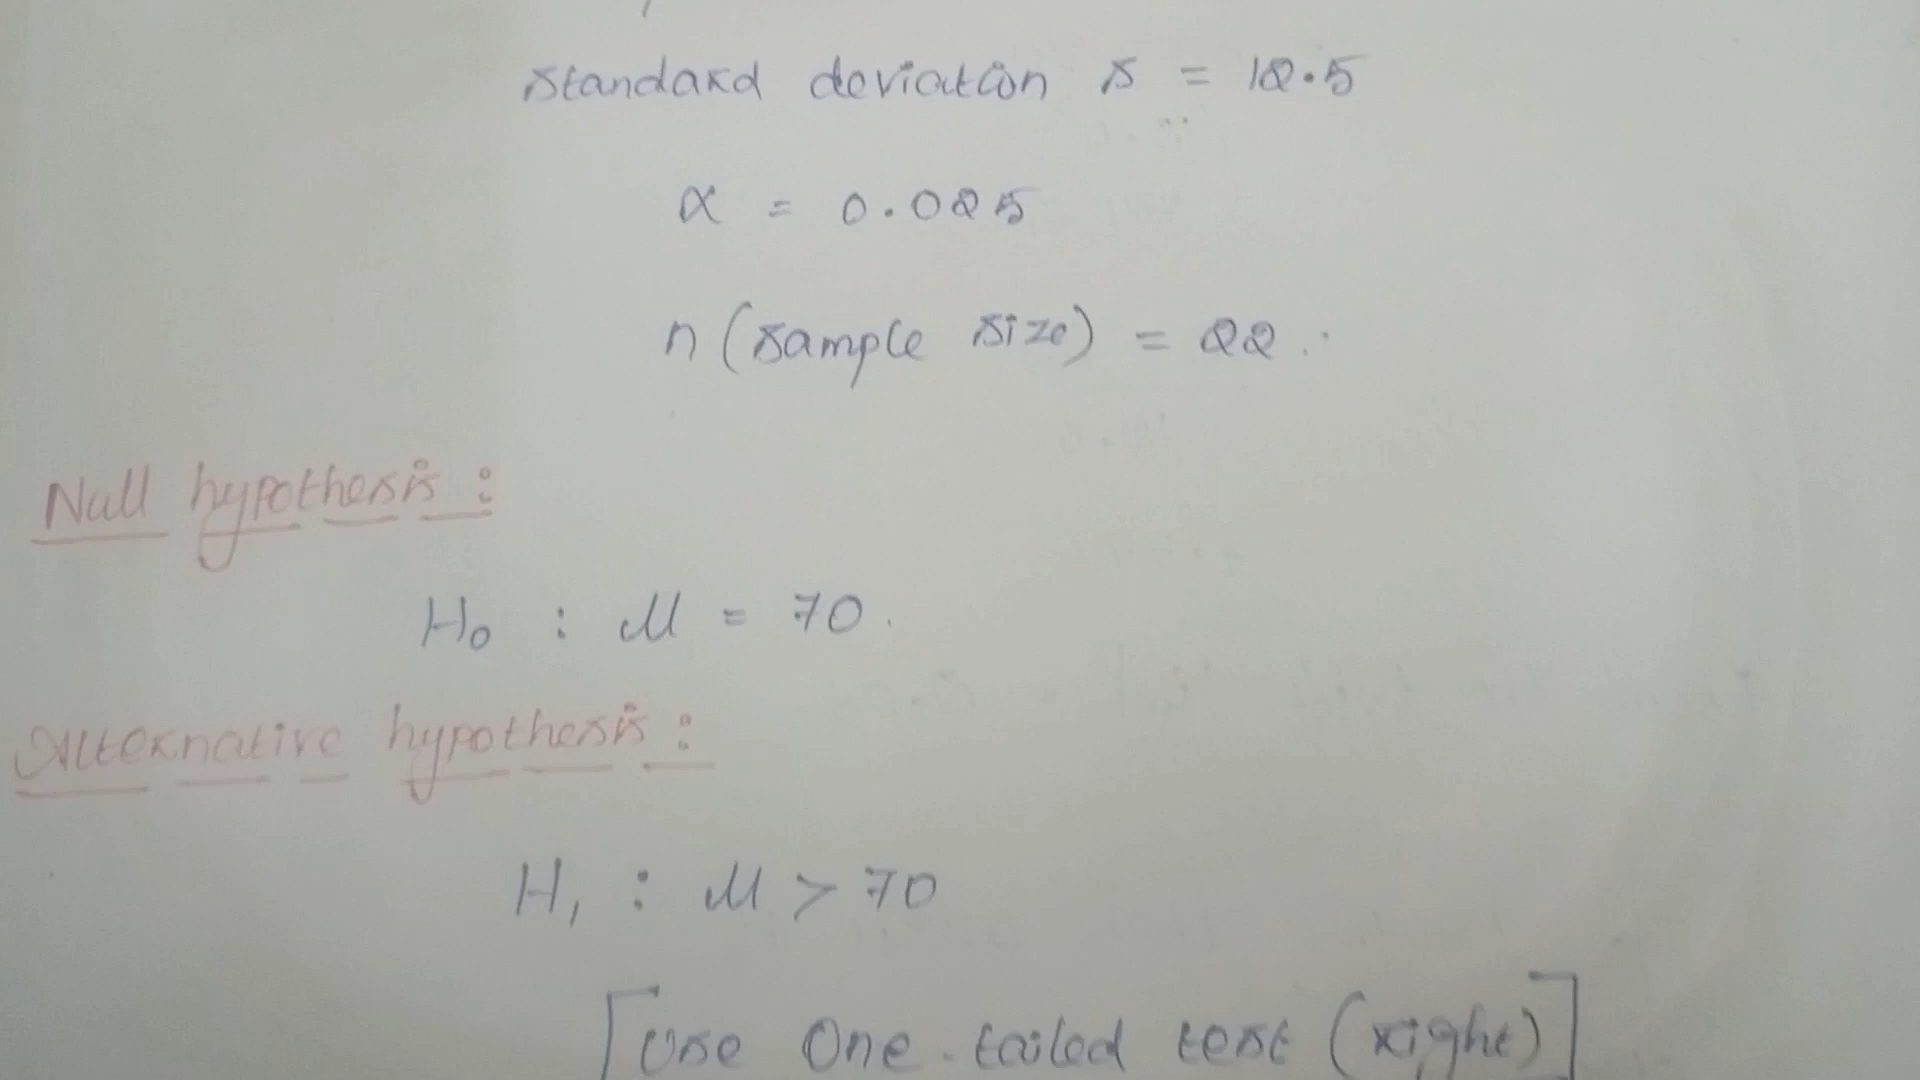 Standard deviation s = 12.5
α = 0.025
n (sample size) = 22.
Null hypothesis :
H₀ : μ = 70.
Alternative hypothesis :
H₁ : μ > 70
[Use One-tailed test (right)]